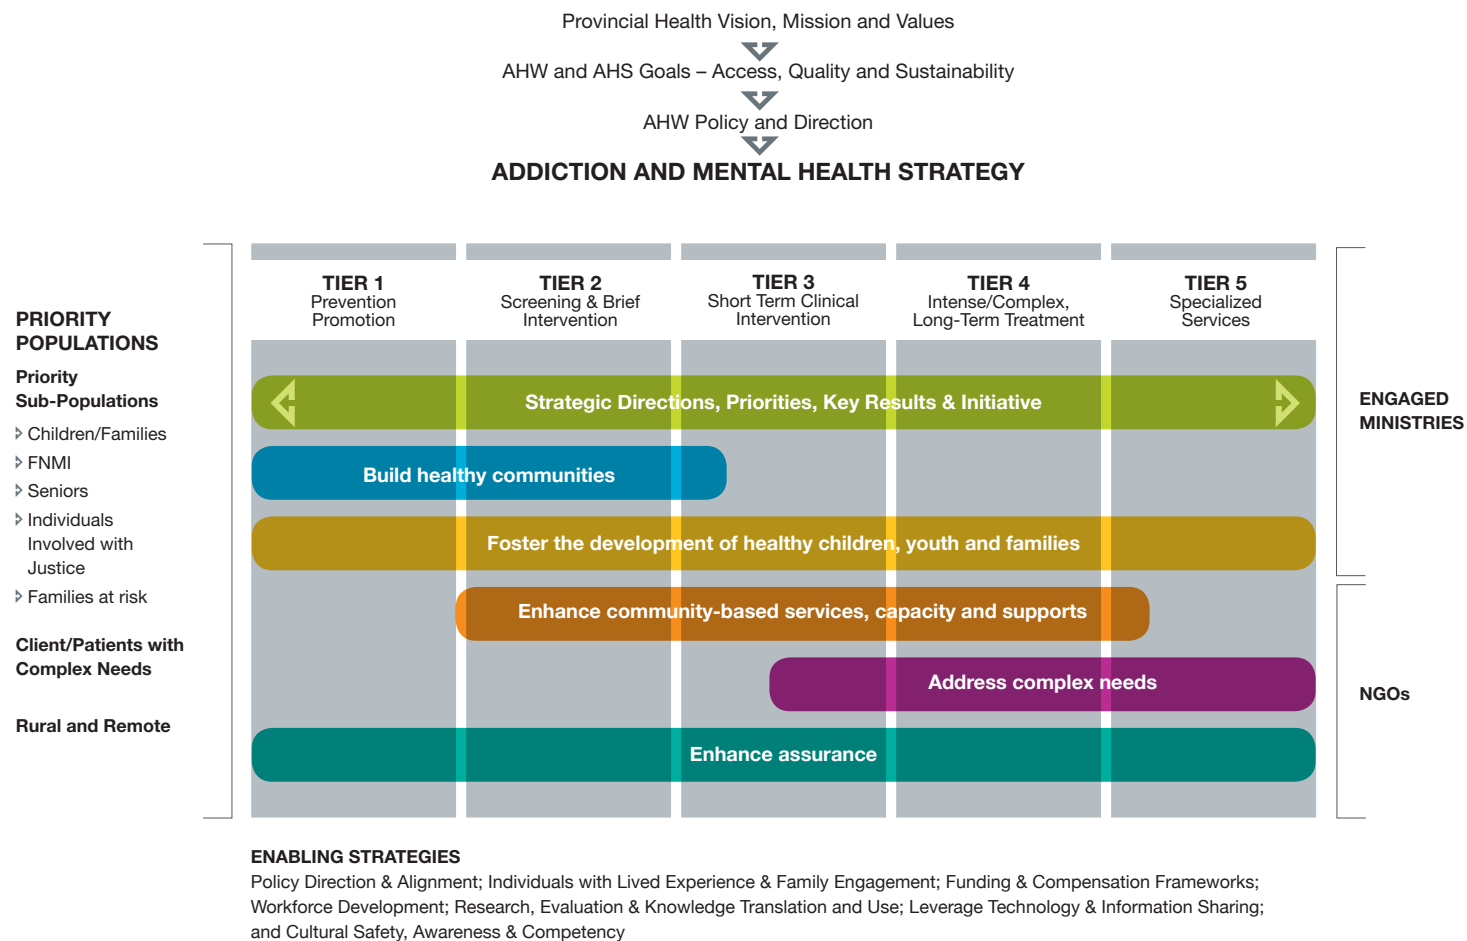 Provincial Health Vision, Mission and Values
AHW and AHS Goals – Access, Quality and Sustainability
AHW Policy and Direction
ADDICTION AND MENTAL HEALTH STRATEGY
PRIORITY
POPULATIONS
Priority
Sub-Populations
Children/Families
FNMI
Seniors
Individuals
Involved with
Justice
Families at risk
Client/Patients with
Complex Needs
Rural and Remote
TIER 1
Prevention
Promotion
TIER 2
Screening & Brief
Intervention
TIER 3
Short Term Clinical
Intervention
TIER 4
Intense/Complex,
Long-Term Treatment
TIER 5
Specialized
Services
Strategic Directions, Priorities, Key Results & Initiative
Build healthy communities
Foster the development of healthy children, youth and families
Enhance community-based services, capacity and supports
Address complex needs
Enhance assurance
ENGAGED
MINISTRIES
NGOs
ENABLING STRATEGIES
Policy Direction & Alignment; Individuals with Lived Experience & Family Engagement; Funding & Compensation Frameworks;
Workforce Development; Research, Evaluation & Knowledge Translation and Use; Leverage Technology & Information Sharing;
and Cultural Safety, Awareness & Competency